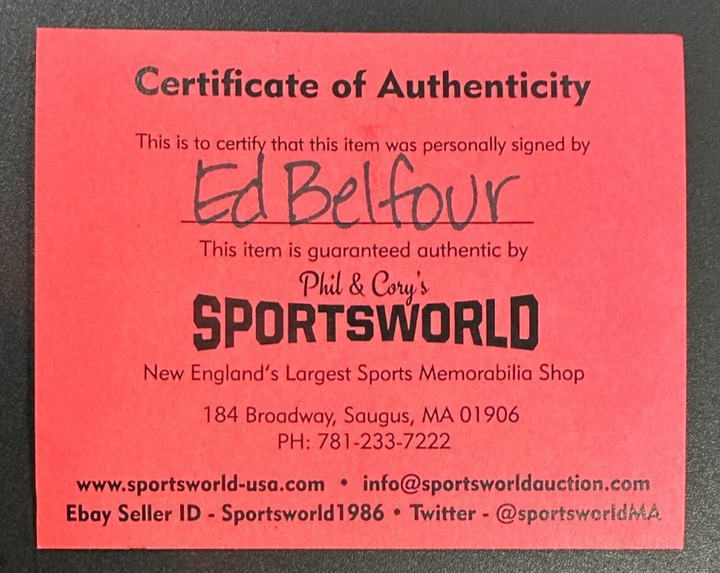 Certificate of Authenticity
This is to certify that this item was personally signed by
Ed Belfour
This item is guaranteed authentic by
Phil & Cory's
SPORTSWORLD
New England's Largest Sports Memorabilia Shop
184 Broadway, Saugus, MA 01906
PH: 781-233-7222
www.sportsworld-usa.com • info@sportsworldauction.com
Ebay Seller ID - Sportsworld1986 • Twitter - @sportsworldMA